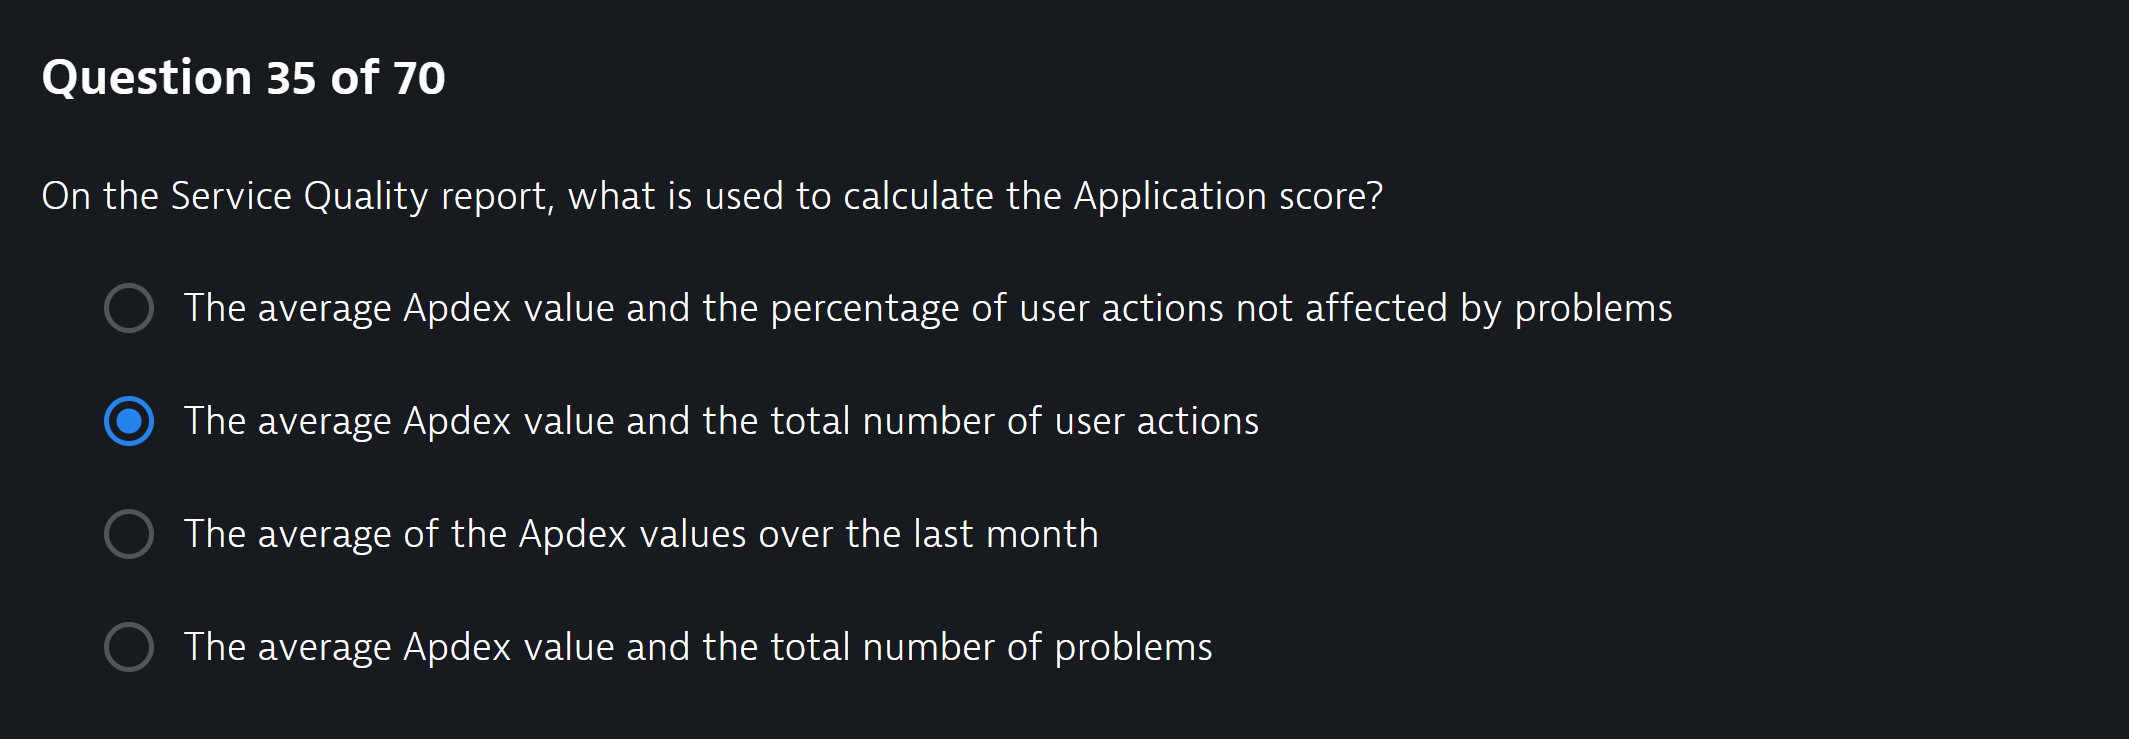 Question 35 of 70
On the Service Quality report, what is used to calculate the Application score?
The average Apdex value and the percentage of user actions not affected by problems
The average Apdex value and the total number of user actions
The average of the Apdex values over the last month
The average Apdex value and the total number of problems